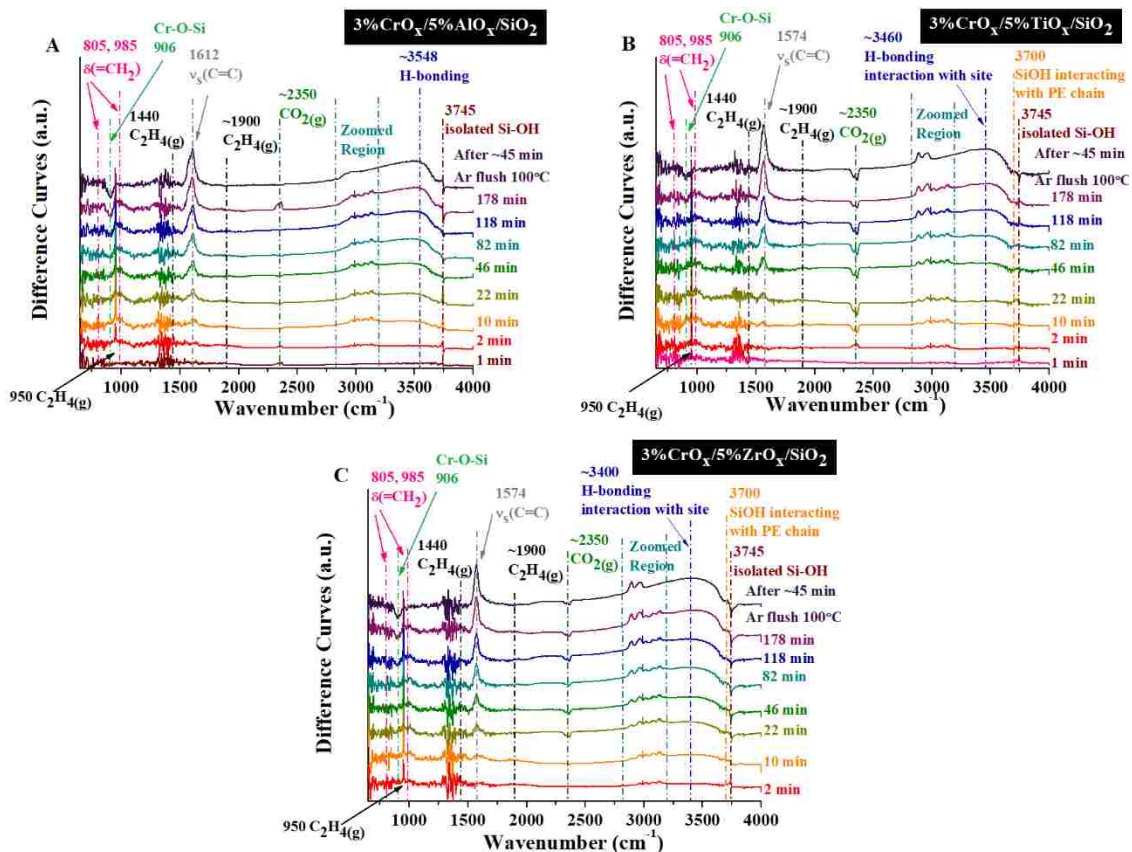 A
3%CrOₓ/5%AlOₓ/SiO₂
805, 985
δ(=CH₂)
Cr-O-Si
906
1440
C₂H₄(g)
1612
νₛ(C=C)
~1900
C₂H₄(g)
~2350
CO₂(g)
Zoomed
Region
~3548
H-bonding
3745
isolated Si-OH
After ~45 min
Ar flush 100°C
178 min
118 min
82 min
46 min
22 min
10 min
2 min
1 min
Difference Curves (a.u.)
1000 1500 2000 2500 3000 3500 4000
Wavenumber (cm⁻¹)
950 C₂H₄(g)
B
3%CrOₓ/5%TiOₓ/SiO₂
805, 985
δ(=CH₂)
Cr-O-Si
906
1440
C₂H₄(g)
1574
νₛ(C=C)
~1900
C₂H₄(g)
~2350
CO₂(g)
Zoomed
Region
~3460
H-bonding
interaction with site
3700
SiOH interacting
with PE chain
3745
isolated Si-OH
After ~45 min
Ar flush 100°C
178 min
118 min
82 min
46 min
22 min
10 min
2 min
1 min
Difference Curves (a.u.)
1000 1500 2000 2500 3000 3500 4000
Wavenumber (cm⁻¹)
950 C₂H₄(g)
C
3%CrOₓ/5%ZrOₓ/SiO₂
805, 985
δ(=CH₂)
Cr-O-Si
906
1440
C₂H₄(g)
1574
νₛ(C=C)
~1900
C₂H₄(g)
~2350
CO₂(g)
Zoomed
Region
~3400
H-bonding
interaction with site
3700
SiOH interacting
with PE chain
3745
isolated Si-OH
After ~45 min
Ar flush 100°C
178 min
118 min
82 min
46 min
22 min
10 min
2 min
Difference Curves (a.u.)
1000 1500 2000 2500 3000 3500 4000
Wavenumber (cm⁻¹)
950 C₂H₄(g)